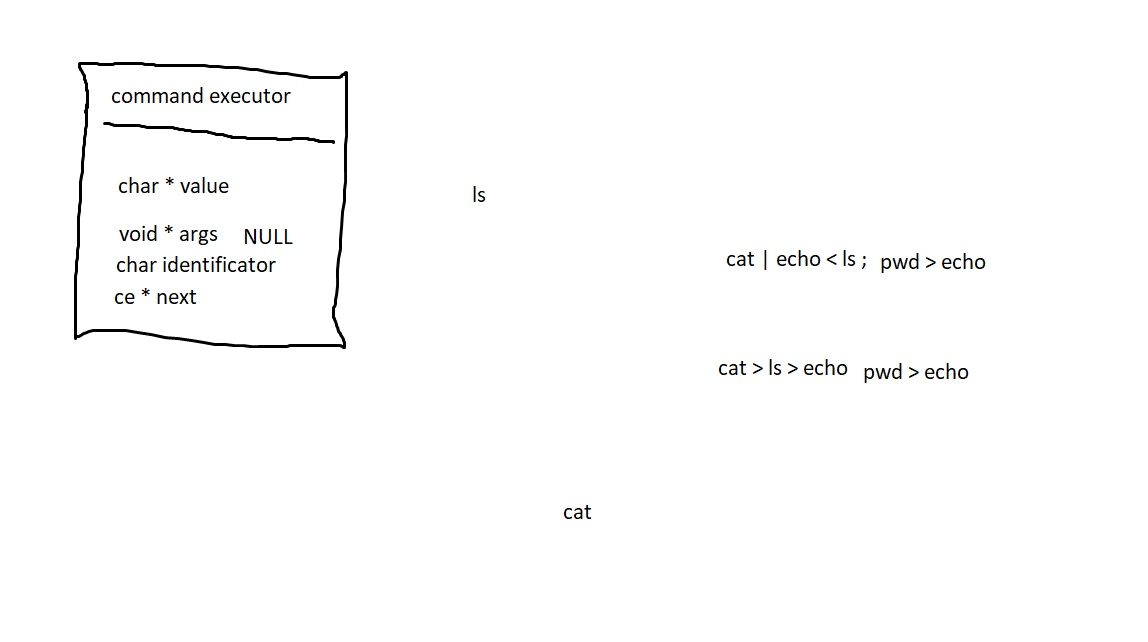 command executor
char * value
void * args NULL
char identificator
ce * next
ls
cat | echo < ls ; pwd > echo
cat > ls > echo pwd > echo
cat